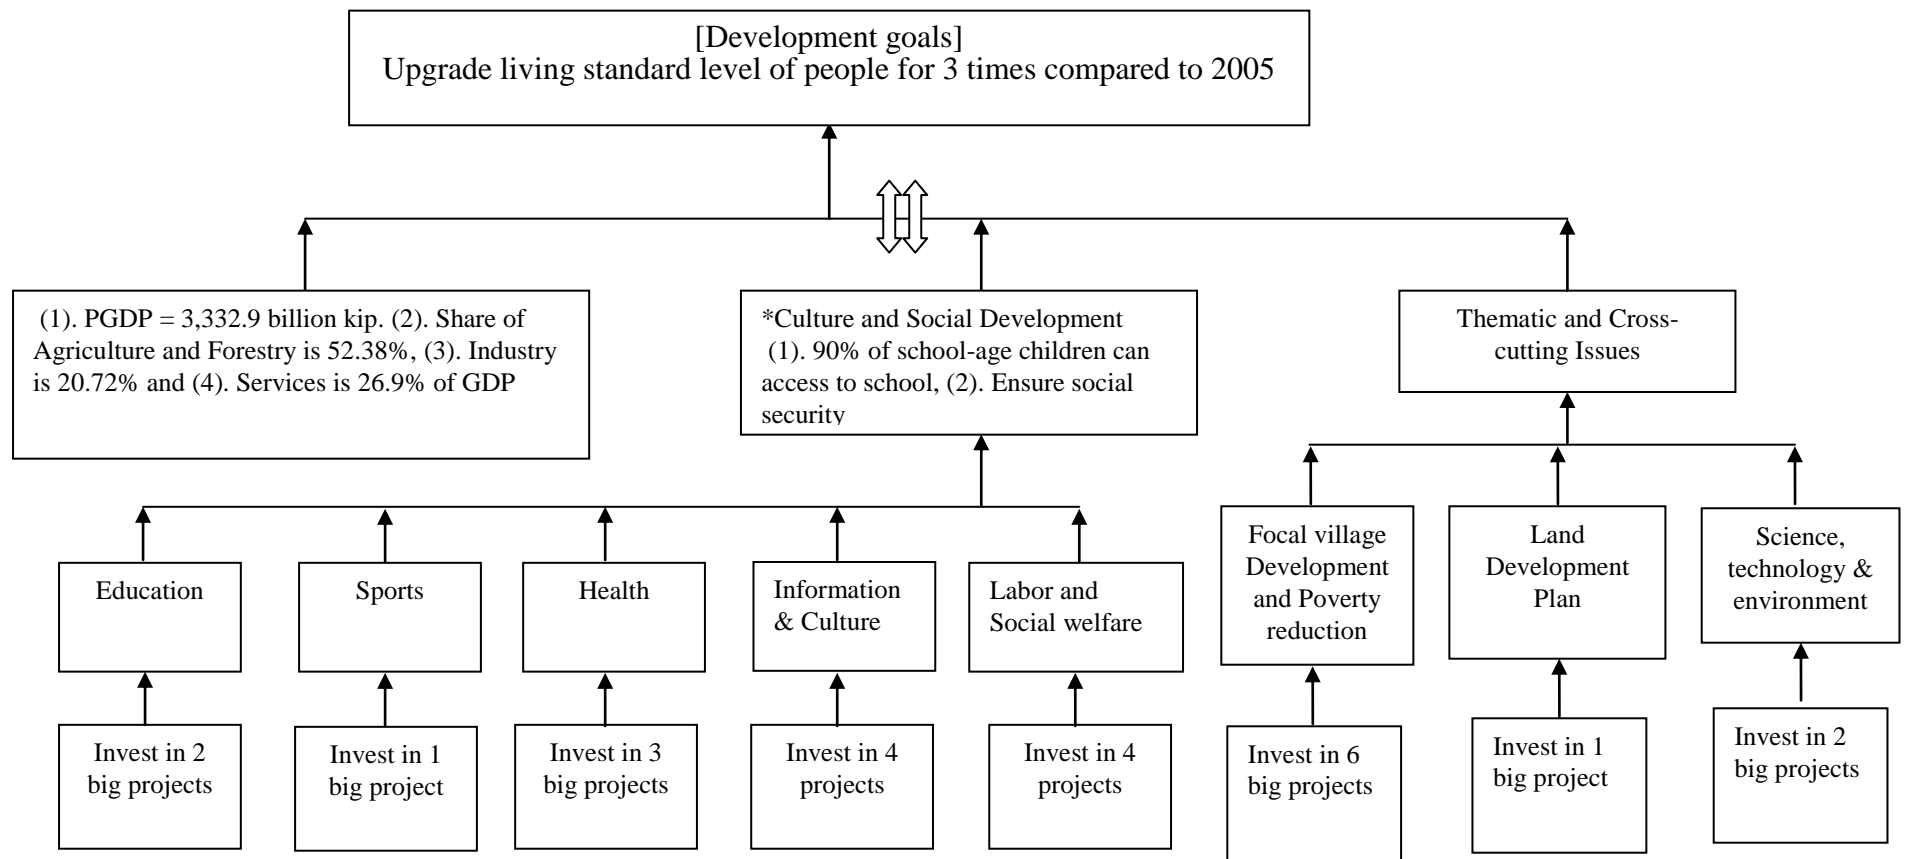 [Development goals]
Upgrade living standard level of people for 3 times compared to 2005
(1). PGDP = 3,332.9 billion kip. (2). Share of
Agriculture and Forestry is 52.38%, (3). Industry
is 20.72% and (4). Services is 26.9% of GDP
*Culture and Social Development
(1). 90% of school-age children can
access to school, (2). Ensure social
security
Thematic and Cross-
cutting Issues
Education
Sports
Health
Information
& Culture
Labor and
Social welfare
Focal village
Development
and Poverty
reduction
Land
Development
Plan
Science,
technology &
environment
Invest in 2
big projects
Invest in 1
big project
Invest in 3
big projects
Invest in 4
projects
Invest in 4
projects
Invest in 6
big projects
Invest in 1
big project
Invest in 2
big projects